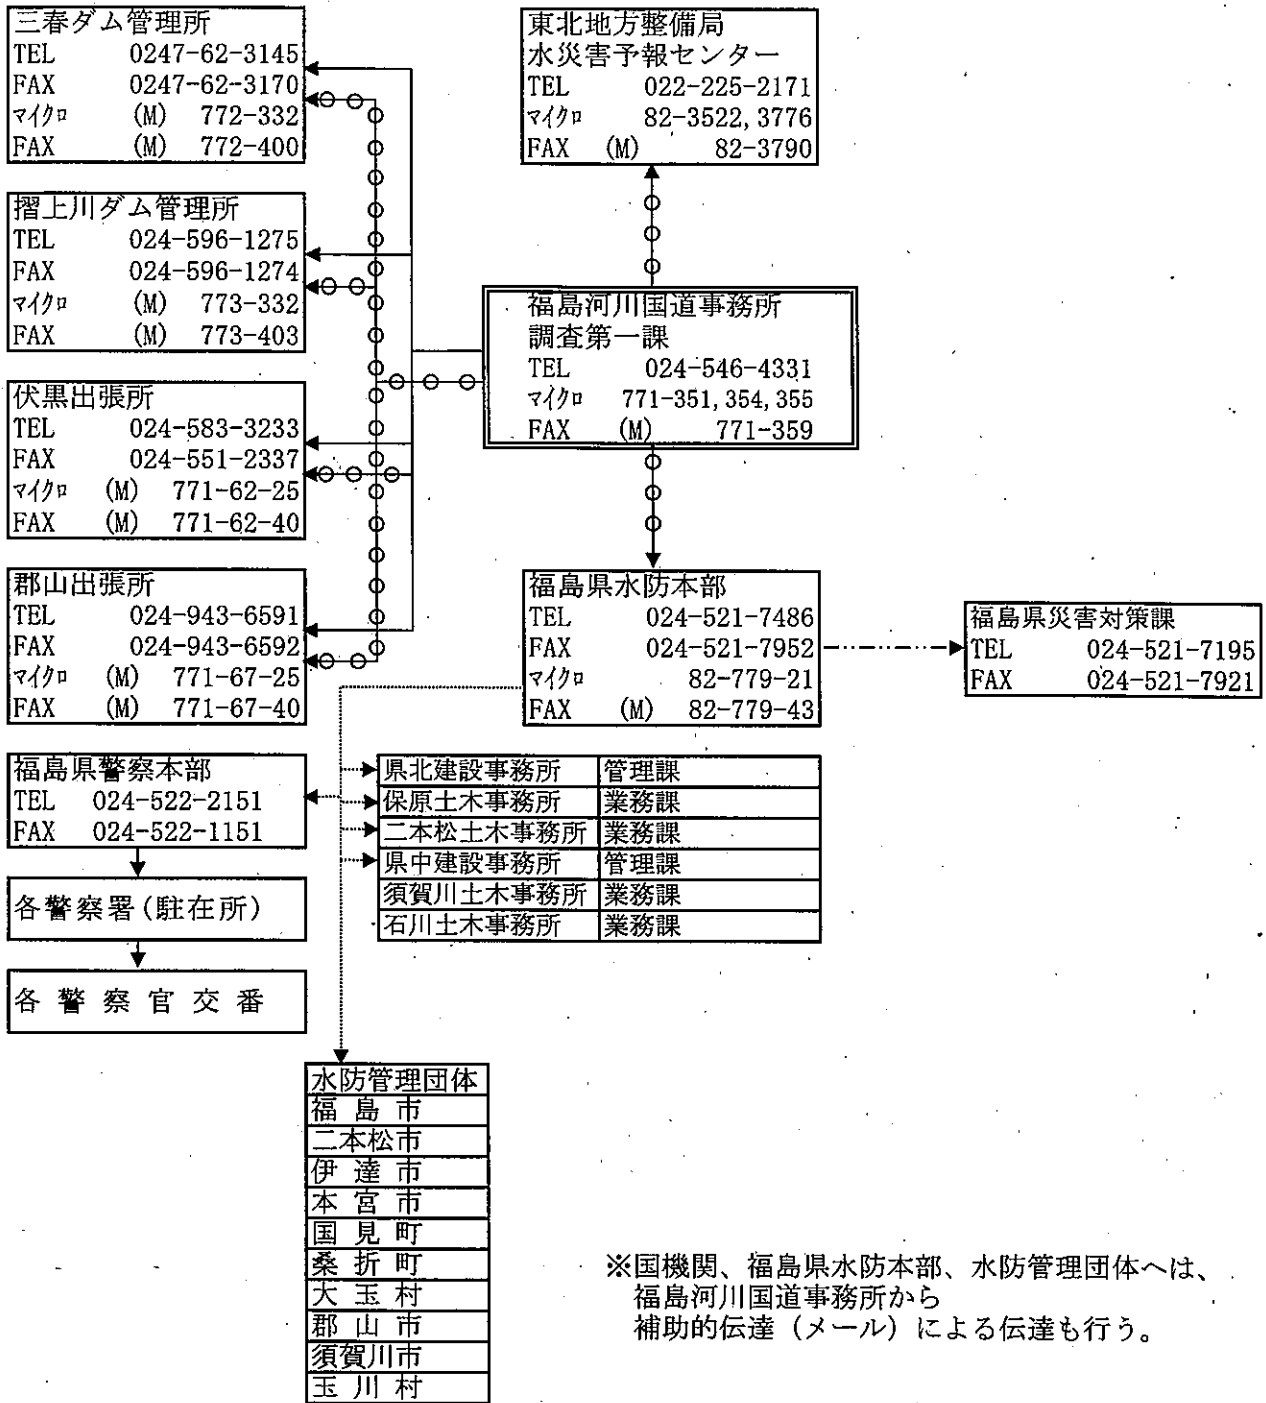 三春ダム管理所
TEL 0247-62-3145
FAX 0247-62-3170
マイクロ (M) 772-332
FAX (M) 772-400
東北地方整備局
水災害予報センター
TEL 022-225-2171
マイクロ 82-3522, 3776
FAX (M) 82-3790
摺上川ダム管理所
TEL 024-596-1275
FAX 024-596-1274
マイクロ (M) 773-332
FAX (M) 773-403
福島河川国道事務所
調査第一課
TEL 024-546-4331
マイクロ 771-351, 354, 355
FAX (M) 771-359
伏黒出張所
TEL 024-583-3233
FAX 024-551-2337
マイクロ (M) 771-62-25
FAX (M) 771-62-40
郡山出張所
TEL 024-943-6591
FAX 024-943-6592
マイクロ (M) 771-67-25
FAX (M) 771-67-40
福島県水防本部
TEL 024-521-7486
FAX 024-521-7952
マイクロ 82-779-21
FAX (M) 82-779-43
福島県災害対策課
TEL 024-521-7195
FAX 024-521-7921
福島県警察本部
TEL 024-522-2151
FAX 024-522-1151
各警察署(駐在所)
各警察官交番
県北建設事務所 管理課
保原土木事務所 業務課
二本松土木事務所 業務課
県中建設事務所 管理課
須賀川土木事務所 業務課
石川土木事務所 業務課
水防管理団体
福島市
二本松市
伊達市
本宮市
国見町
桑折町
大玉村
郡山市
須賀川市
玉川村
※国機関、福島県水防本部、水防管理団体へは、
福島河川国道事務所から
補助的伝達(メール)による伝達も行う。